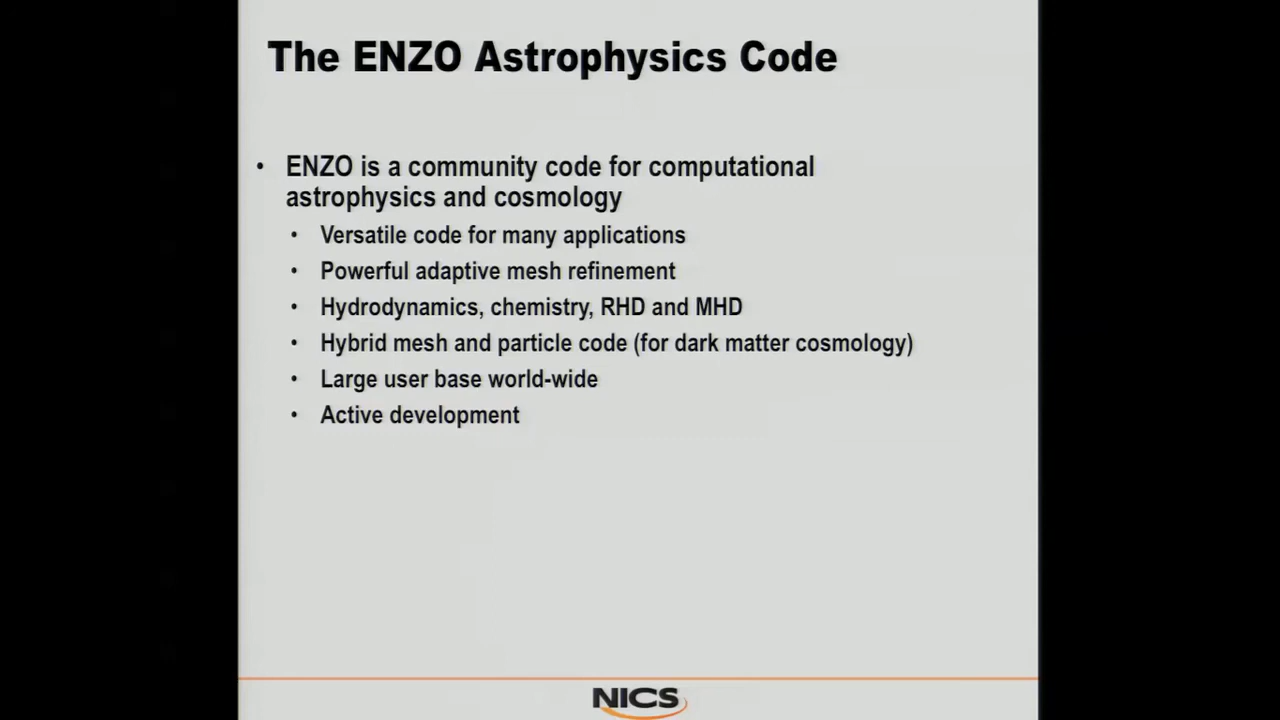 The ENZO Astrophysics Code
• ENZO is a community code for computational
astrophysics and cosmology
• Versatile code for many applications
• Powerful adaptive mesh refinement
• Hydrodynamics, chemistry, RHD and MHD
• Hybrid mesh and particle code (for dark matter cosmology)
• Large user base world-wide
• Active development
NICS